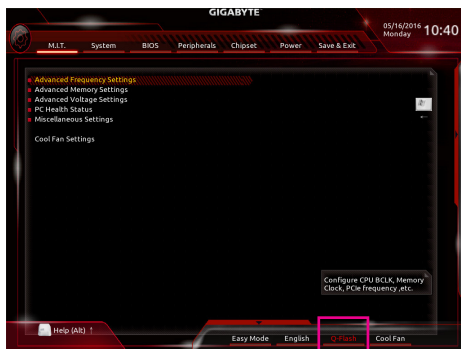 GIGABYTE
05/16/2016 10:40
Monday
M.I.T. System BIOS Peripherals Chipset Power Save & Exit
Advanced Frequency Settings
Advanced Memory Settings
Advanced Voltage Settings
PC Health Status
Miscellaneous Settings
Cool Fan Settings
Configure CPU BCLK, Memory
Clock, PCIe frequency ,etc.
Help (Alt) ↑
Easy Mode English Q-Flash Cool Fan